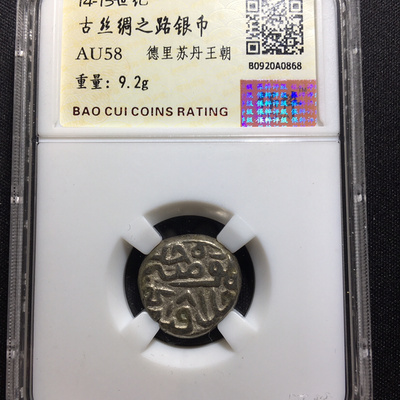 14-15世纪
古丝绸之路银币
AU58 德里苏丹王朝
重量: 9.2g
B0920A0868
BAO CUI COINS RATING